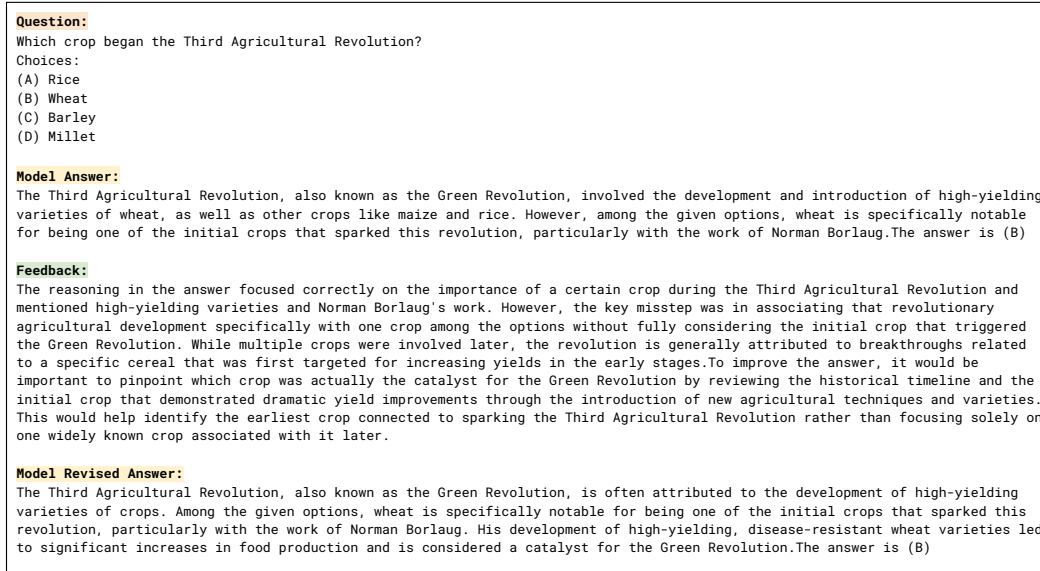 Question:
Which crop began the Third Agricultural Revolution?
Choices:
(A) Rice
(B) Wheat
(C) Barley
(D) Millet
Model Answer:
The Third Agricultural Revolution, also known as the Green Revolution, involved the development and introduction of high-yielding
varieties of wheat, as well as other crops like maize and rice. However, among the given options, wheat is specifically notable
for being one of the initial crops that sparked this revolution, particularly with the work of Norman Borlaug.The answer is (B)
Feedback:
The reasoning in the answer focused correctly on the importance of a certain crop during the Third Agricultural Revolution and
mentioned high-yielding varieties and Norman Borlaug's work. However, the key misstep was in associating that revolutionary
agricultural development specifically with one crop among the options without fully considering the initial crop that triggered
the Green Revolution. While multiple crops were involved later, the revolution is generally attributed to breakthroughs related
to a specific cereal that was first targeted for increasing yields in the early stages.To improve the answer, it would be
important to pinpoint which crop was actually the catalyst for the Green Revolution by reviewing the historical timeline and the
initial crop that demonstrated dramatic yield improvements through the introduction of new agricultural techniques and varieties.
This would help identify the earliest crop connected to sparking the Third Agricultural Revolution rather than focusing solely on
one widely known crop associated with it later.
Model Revised Answer:
The Third Agricultural Revolution, also known as the Green Revolution, is often attributed to the development of high-yielding
varieties of crops. Among the given options, wheat is specifically notable for being one of the initial crops that sparked this
revolution, particularly with the work of Norman Borlaug. His development of high-yielding, disease-resistant wheat varieties led
to significant increases in food production and is considered a catalyst for the Green Revolution.The answer is (B)